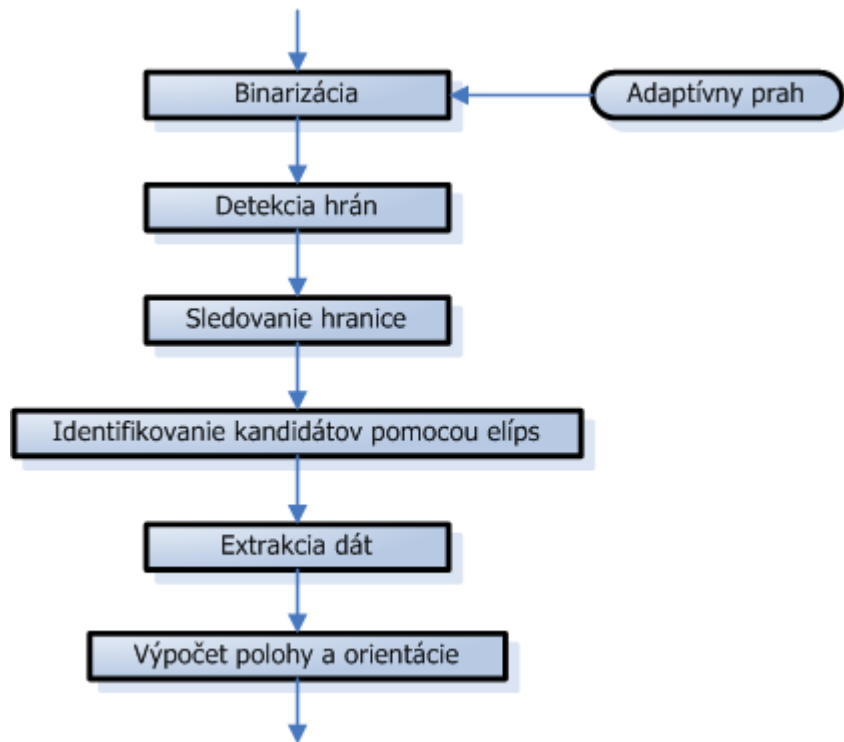 Binarizácia
Adaptívny prah
Detekcia hrán
Sledovanie hranice
Identifikovanie kandidátov pomocou elíps
Extrakcia dát
Výpočet polohy a orientácie